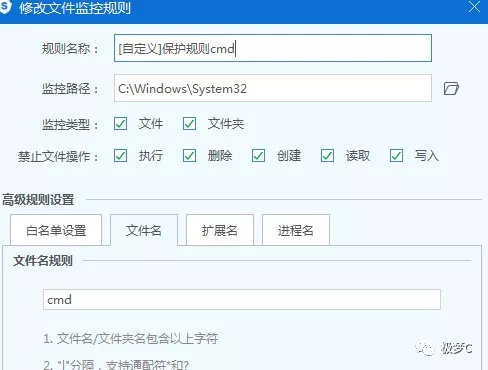 修改文件监控规则
规则名称： [自定义]保护规则cmd
监控路径： C:\Windows\System32
监控类型： 文件 文件夹
禁止文件操作： 执行 删除 创建 读取 写入
高级规则设置
白名单设置 文件名 扩展名 进程名
文件名规则
cmd
1. 文件名/文件夹名包含以上字符
2. "|"分隔，支持通配符*和?
极梦C